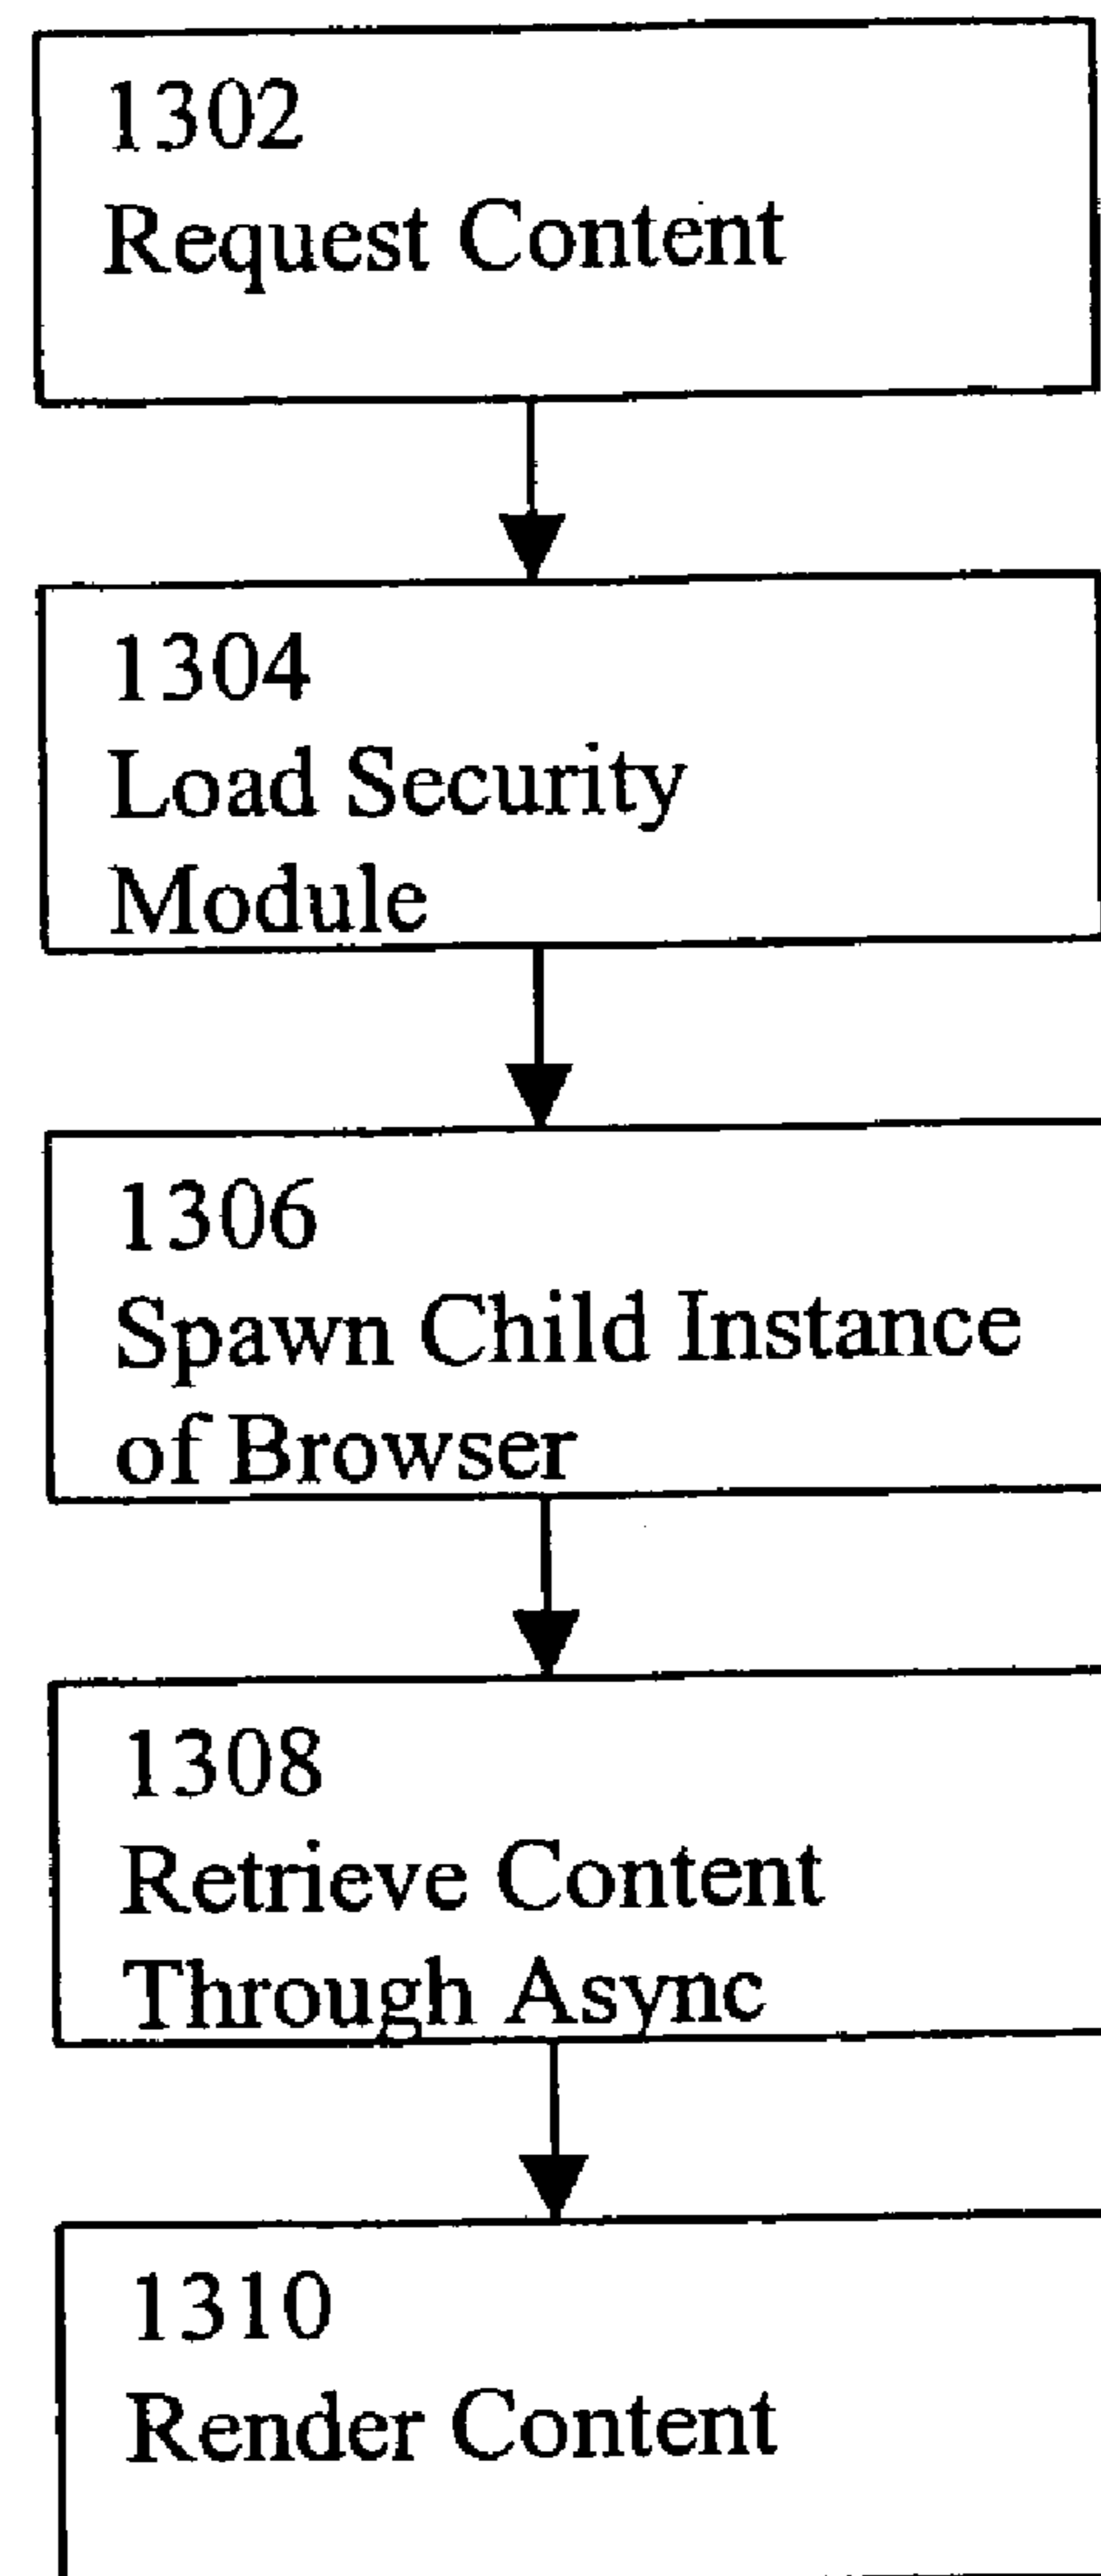 1302
Request Content
1304
Load Security
Module
1306
Spawn Child Instance
of Browser
1308
Retrieve Content
Through Async
1310
Render Content